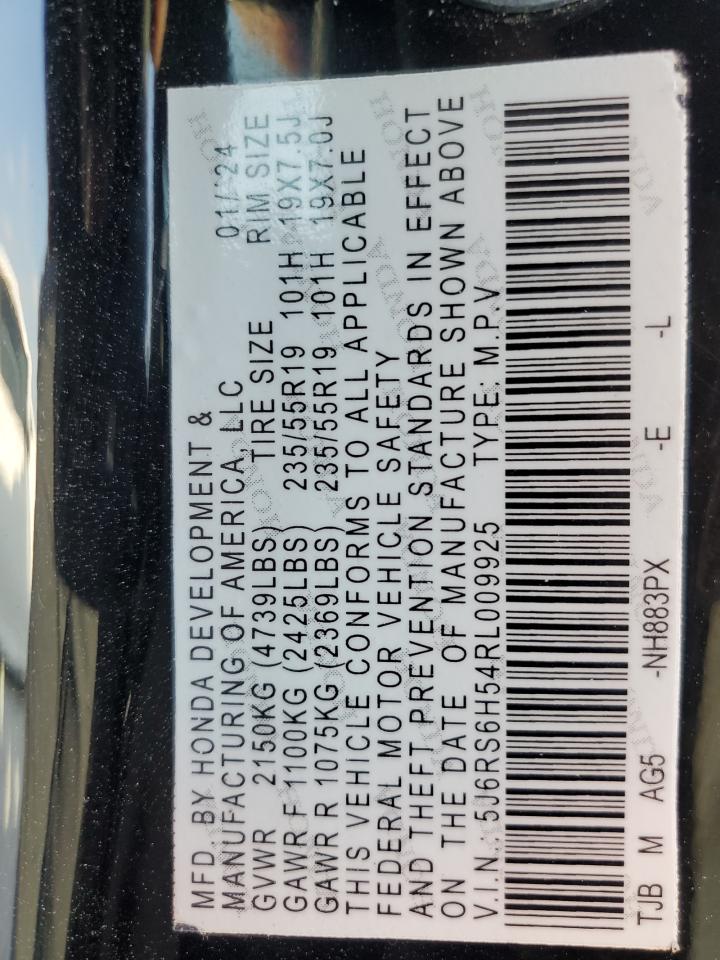 MFD. BY HONDA DEVELOPMENT &
MANUFACTURING OF AMERICA, LLC 01/'24
GVWR 2150KG (4739LBS) TIRE SIZE RIM SIZE
GAWR F 1100KG (2425LBS) 235/55R19 101H 19X7.5J
GAWR R 1075KG (2369LBS) 235/55R19 101H 19X7.0J
THIS VEHICLE CONFORMS TO ALL APPLICABLE
FEDERAL MOTOR VEHICLE SAFETY
AND THEFT PREVENTION STANDARDS IN EFFECT
ON THE DATE OF MANUFACTURE SHOWN ABOVE
V.I.N.: 5J6RS6H54RL009925 TYPE: M.P.V
TJB M AG5 -NH883PX -E -L